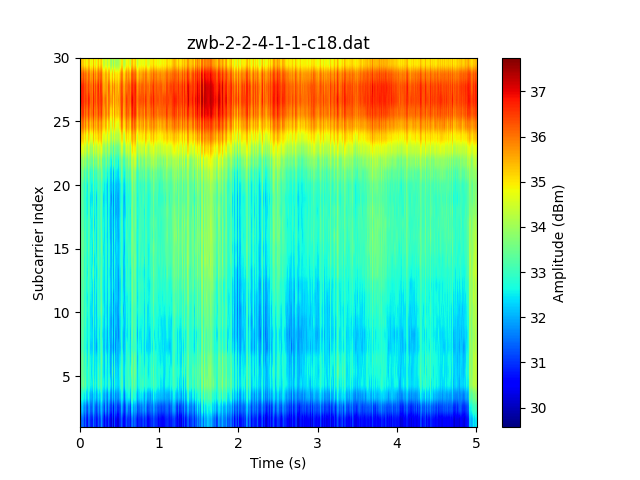 zwb-2-2-4-1-1-c18.dat
30
25
20
15
10
5
Subcarrier Index
0 1 2 3 4 5
Time (s)
37
36
35
34
33
32
31
30
Amplitude (dBm)